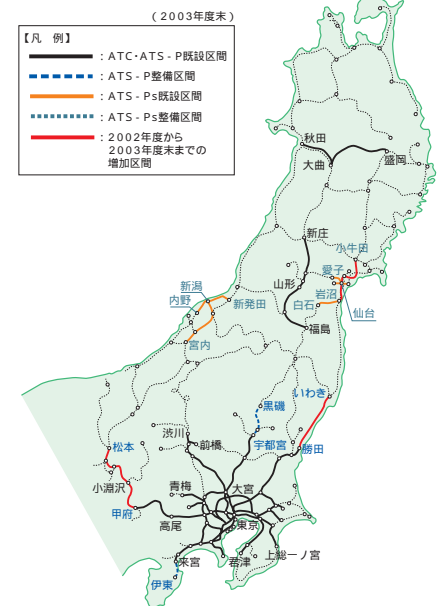 (2003年度末)
【凡 例】
:ATC・ATS-P既設区間
:ATS-P整備区間
:ATS-Ps既設区間
:ATS-Ps整備区間
:2002年度から
2003年度末までの
増加区間
秋田
大曲
盛岡
新庄
小牛田
愛子
山形
岩沼
白石
仙台
新潟
内野
新発田
福島
宮内
いわき
黒磯
渋川
前橋
宇都宮
勝田
松本
小淵沢
青梅
大宮
甲府
高尾
東京
来宮
君津
上総一ノ宮
伊東